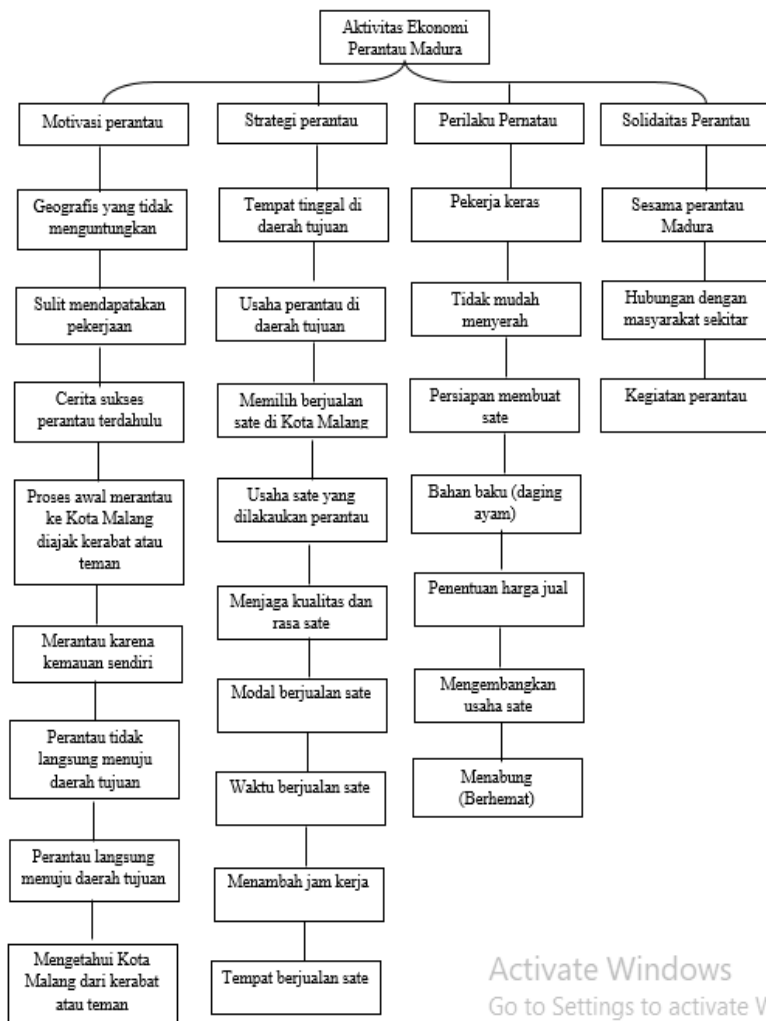 Aktivitas Ekonomi
Perantau Madura
Motivasi perantau
Geografis yang tidak
menguntungkan
Sulit mendapatakan
pekerjaan
Cerita sukses
perantau terdahulu
Proses awal merantau
ke Kota Malang
diajak kerabat atau
teman
Merantau karena
kemauan sendiri
Perantau tidak
langsung menuju
daerah tujuan
Perantau langsung
menuju daerah tujuan
Mengetahui Kota
Malang dari kerabat
atau teman
Strategi perantau
Tempat tinggal di
daerah tujuan
Usaha perantau di
daerah tujuan
Memilih berjualan
sate di Kota Malang
Usaha sate yang
dilakaukan perantau
Menjaga kualitas dan
rasa sate
Modal berjualan sate
Waktu berjualan sate
Menambah jam kerja
Tempat berjualan sate
Perilaku Pernatau
Pekerja keras
Tidak mudah
menyerah
Persiapan membuat
sate
Bahan baku (daging
ayam)
Penentuan harga jual
Mengembangkan
usaha sate
Menabung
(Berhemat)
Solidaitas Perantau
Sesama perantau
Madura
Hubungan dengan
masyarakat sekitar
Kegiatan perantau
Activate Windows
Go to Settings to activate W